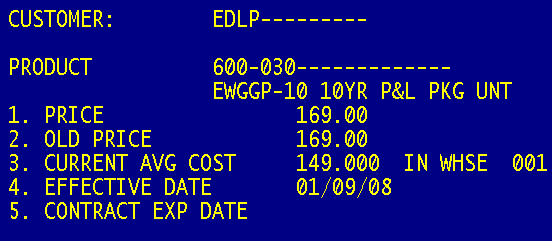 CUSTOMER: EDLP---------
PRODUCT 600-030-------------
EWGGP-10 10YR P&L PKG UNT
1. PRICE 169.00
2. OLD PRICE 169.00
3. CURRENT AVG COST 149.000 IN WHSE 001
4. EFFECTIVE DATE 01/09/08
5. CONTRACT EXP DATE